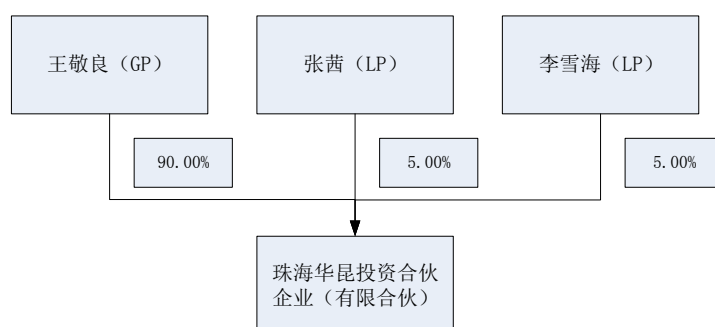 王敬良（GP）
张茜（LP）
李雪海（LP）
90.00%
5.00%
5.00%
珠海华昆投资合伙
企业（有限合伙）